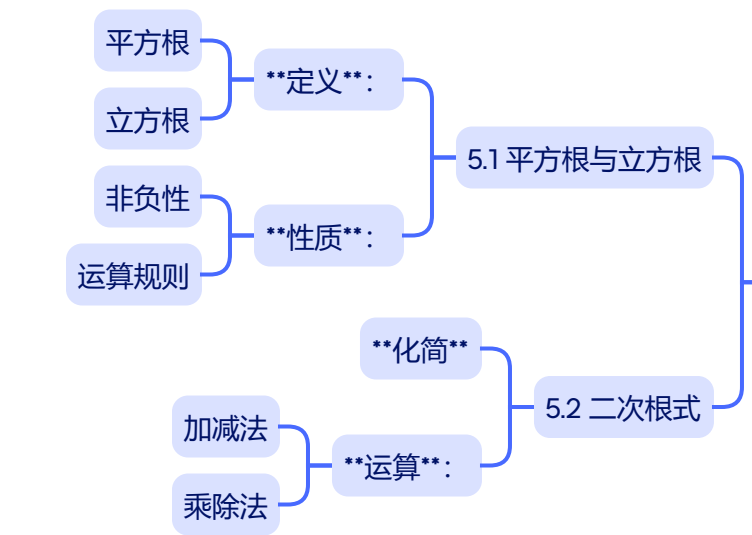 平方根
**定义**：
立方根
5.1 平方根与立方根
非负性
**性质**：
运算规则
**化简**
5.2 二次根式
加减法
**运算**：
乘除法